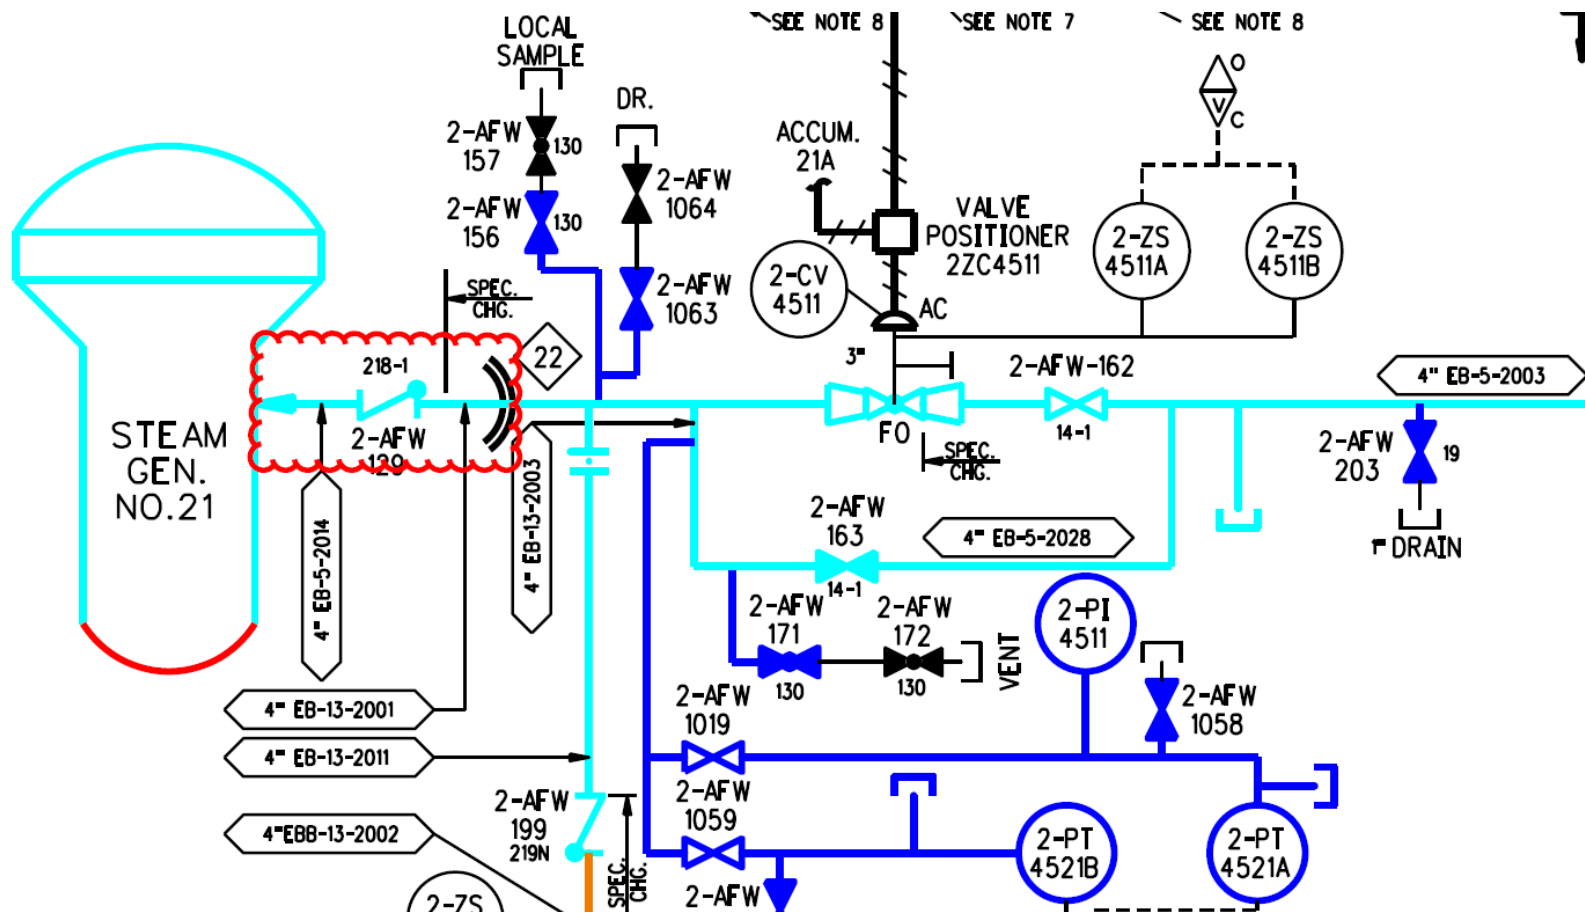 SEE NOTE 8
SEE NOTE 7
SEE NOTE 8
LOCAL
SAMPLE
DR.
O
V
C
2-AFW
157
130
ACCUM.
21A
2-AFW
1064
2-AFW
156
130
VALVE
POSITIONER
2ZC4511
2-ZS
4511A
2-ZS
4511B
2-CV
4511
AC
SPEC.
CHG.
2-AFW
1063
22
218-1
3"
2-AFW-162
4" EB-5-2003
STEAM
GEN.
NO.21
2-AFW
129
FO
14-1
SPEC.
CHG.
2-AFW
203
19
1" DRAIN
4" EB-5-2014
4" EB-13-2003
2-AFW
163
14-1
4" EB-5-2028
2-AFW
171
130
2-AFW
172
130
VENT
2-PI
4511
4" EB-13-2001
4" EB-13-2011
2-AFW
1019
2-AFW
1058
2-AFW
199
219N
2-AFW
1059
4"EBB-13-2002
SPEC.
CHG.
2-PT
4521B
2-PT
4521A
2-ZS
2-AFW